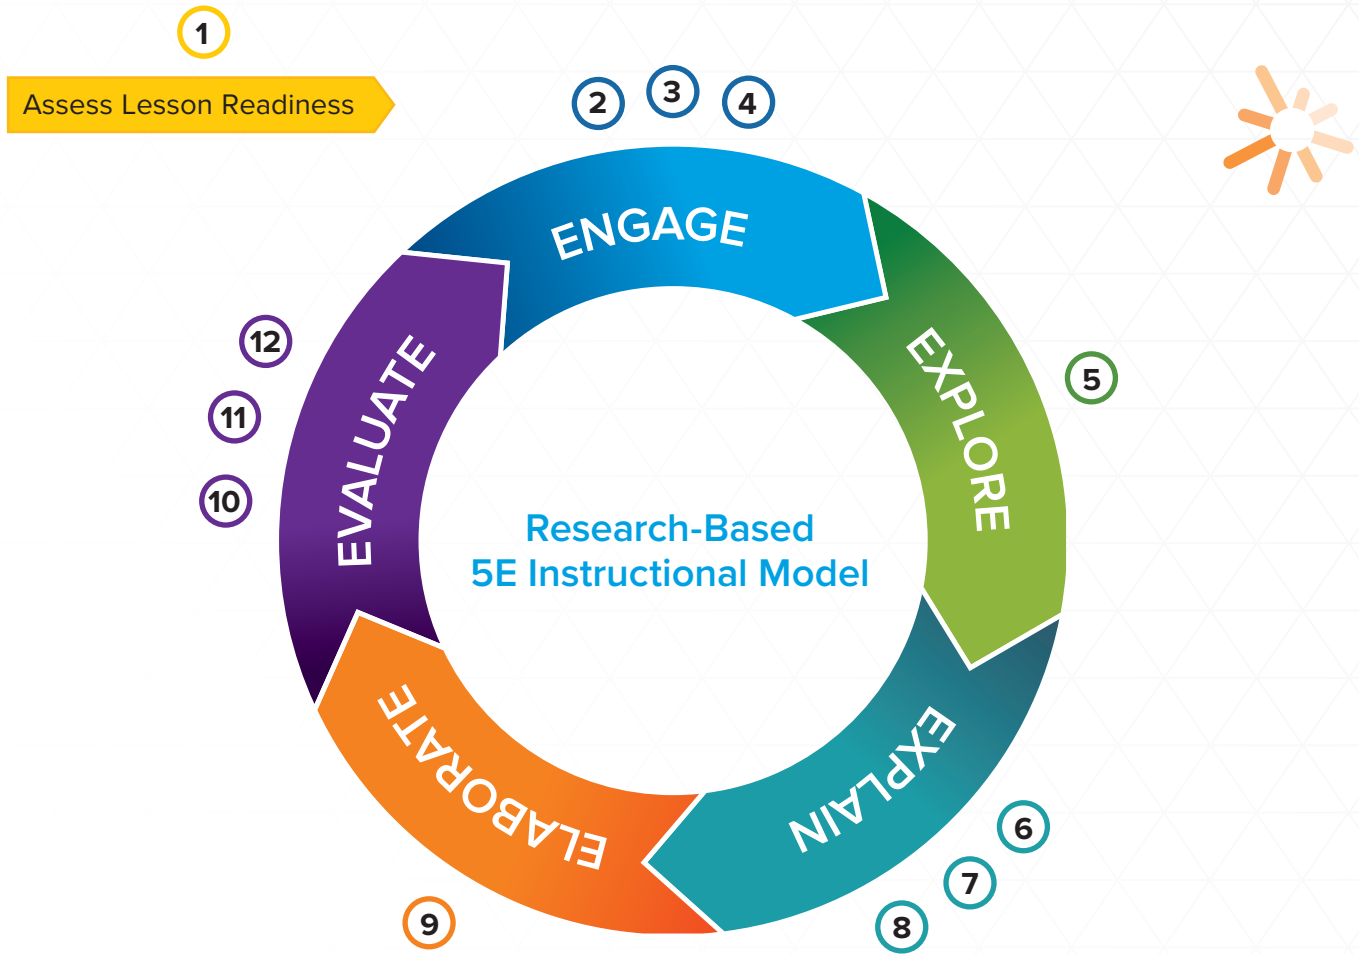 1
Assess Lesson Readiness
2
3
4
ENGAGE
EXPLORE
5
EXPLAIN
6
7
8
ELABORATE
9
EVALUATE
10
11
12
Research-Based
5E Instructional Model